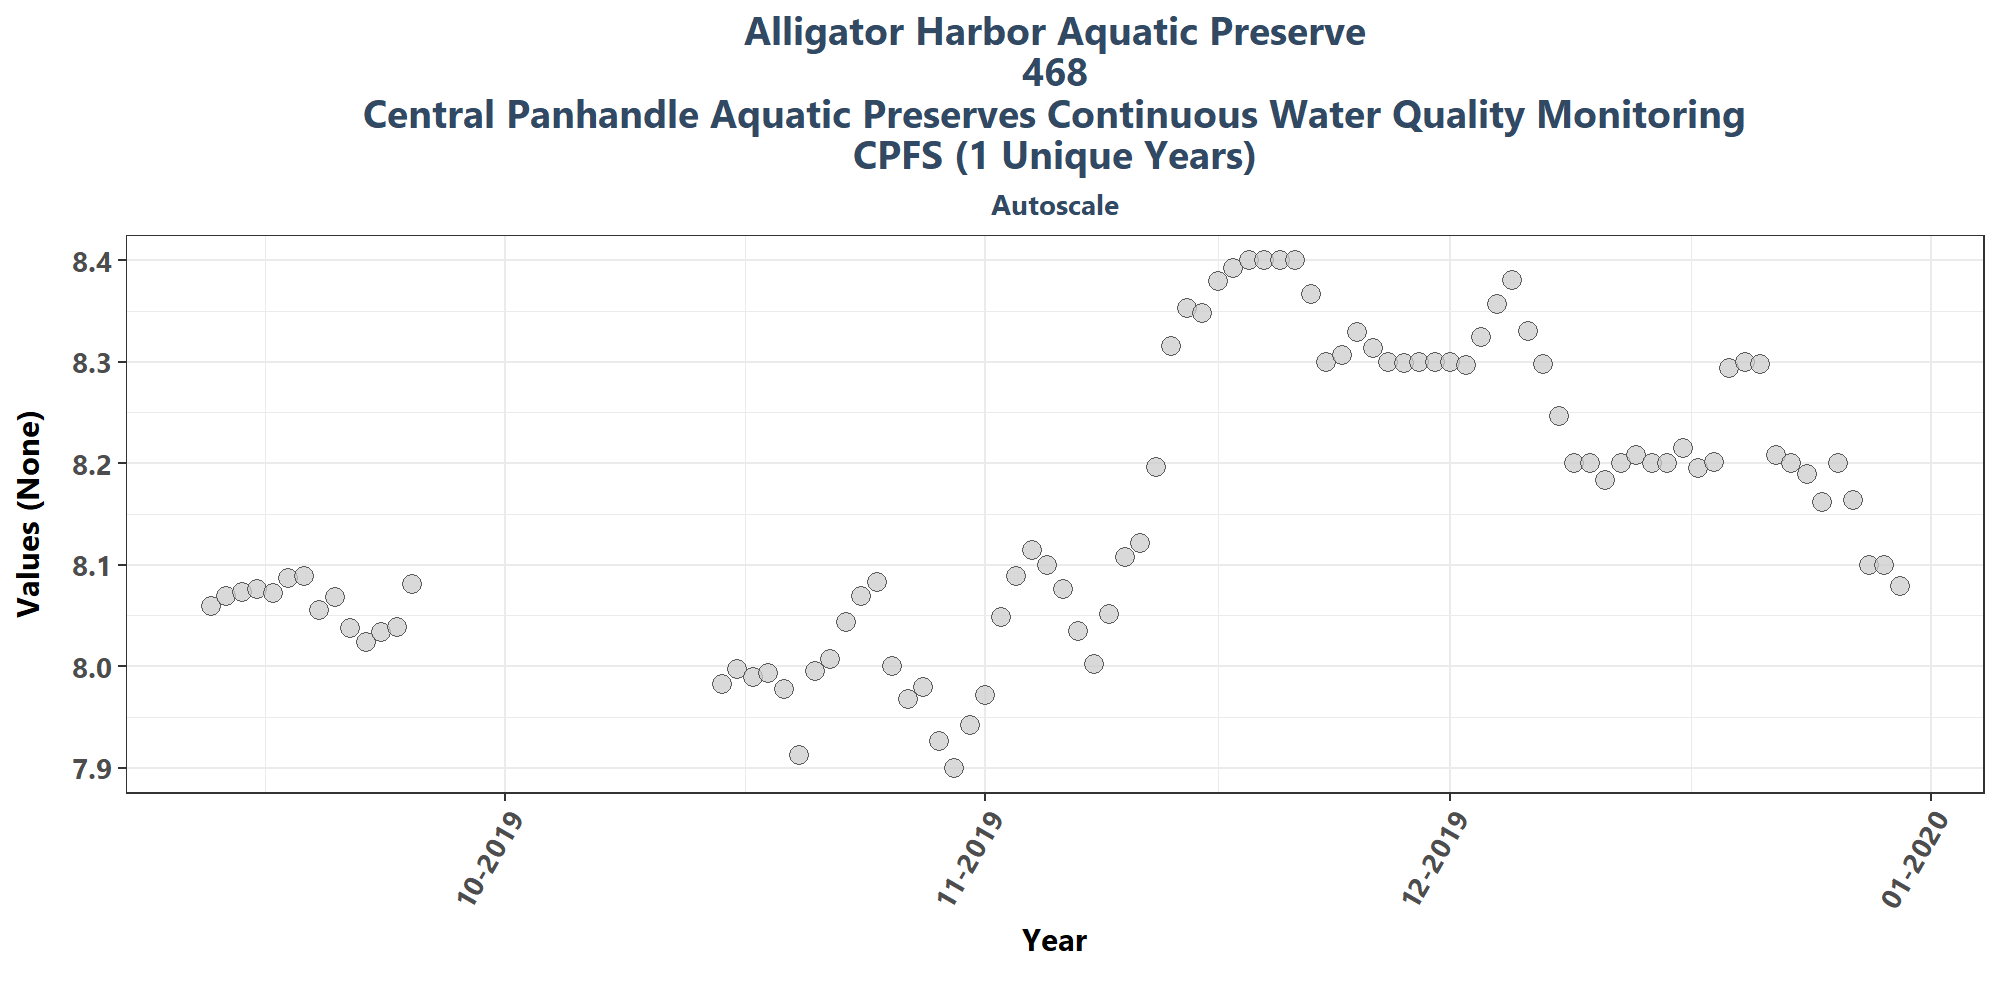 Alligator Harbor Aquatic Preserve
468
Central Panhandle Aquatic Preserves Continuous Water Quality Monitoring
CPFS (1 Unique Years)
Autoscale
8.4
8.3
8.2
8.1
8.0
7.9
Values (None)
10-2019
11-2019
12-2019
01-2020
Year